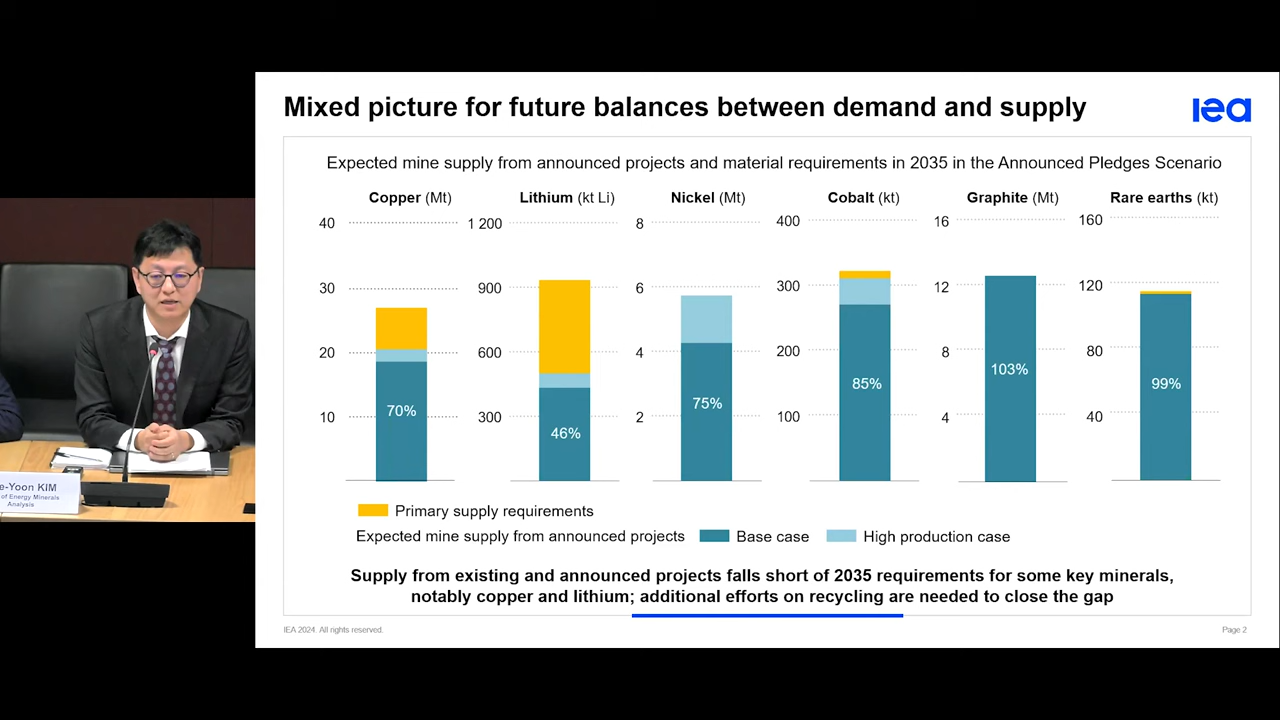 Mixed picture for future balances between demand and supply
iea
Expected mine supply from announced projects and material requirements in 2035 in the Announced Pledges Scenario
Copper (Mt)
40
30
20
10
70%
Lithium (kt Li)
1 200
900
600
300
46%
Nickel (Mt)
8
6
4
2
75%
Cobalt (kt)
400
300
200
100
85%
Graphite (Mt)
16
12
8
4
103%
Rare earths (kt)
160
120
80
40
99%
Primary supply requirements
Expected mine supply from announced projects Base case High production case
Supply from existing and announced projects falls short of 2035 requirements for some key minerals,
notably copper and lithium; additional efforts on recycling are needed to close the gap
IEA 2024. All rights reserved.
Page 2
e-Yoon KIM
of Energy Minerals
Analysis